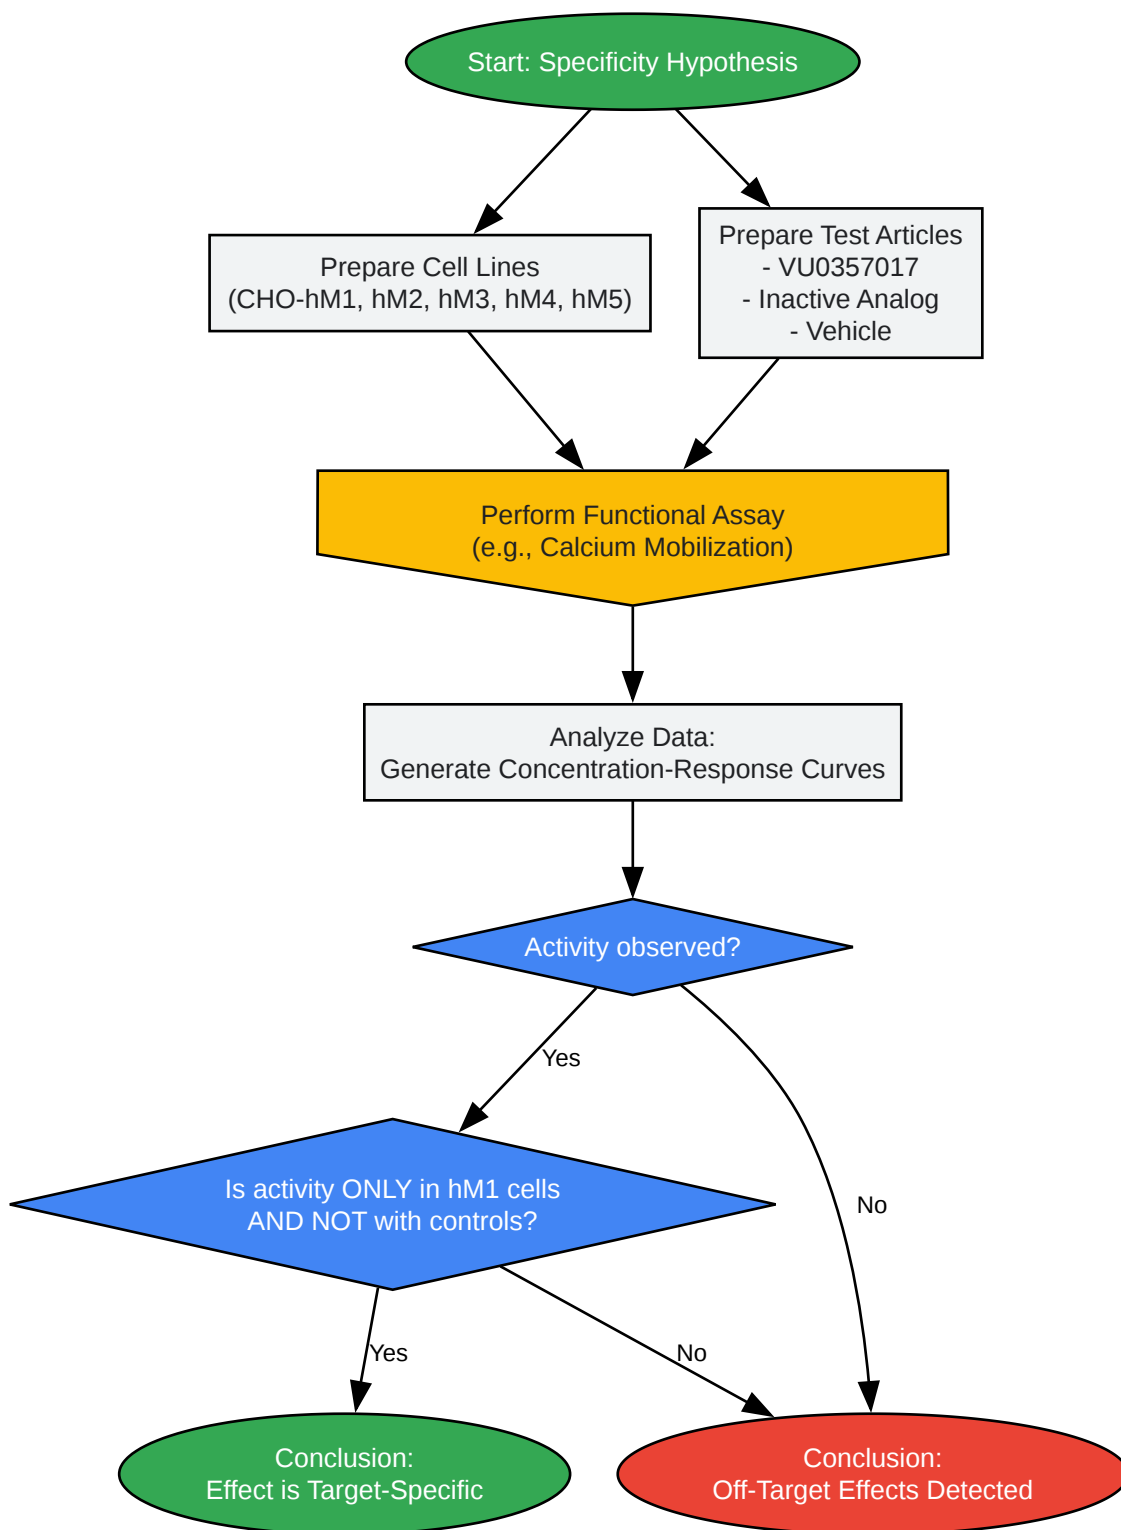 Start: Specificity Hypothesis
Prepare Cell Lines
(CHO-hM1, hM2, hM3, hM4, hM5)
Prepare Test Articles
- VU0357017
- Inactive Analog
- Vehicle
Perform Functional Assay
(e.g., Calcium Mobilization)
Analyze Data:
Generate Concentration-Response Curves
Activity observed?
Yes
No
Is activity ONLY in hM1 cells
AND NOT with controls?
Yes
No
Conclusion:
Effect is Target-Specific
Conclusion:
Off-Target Effects Detected